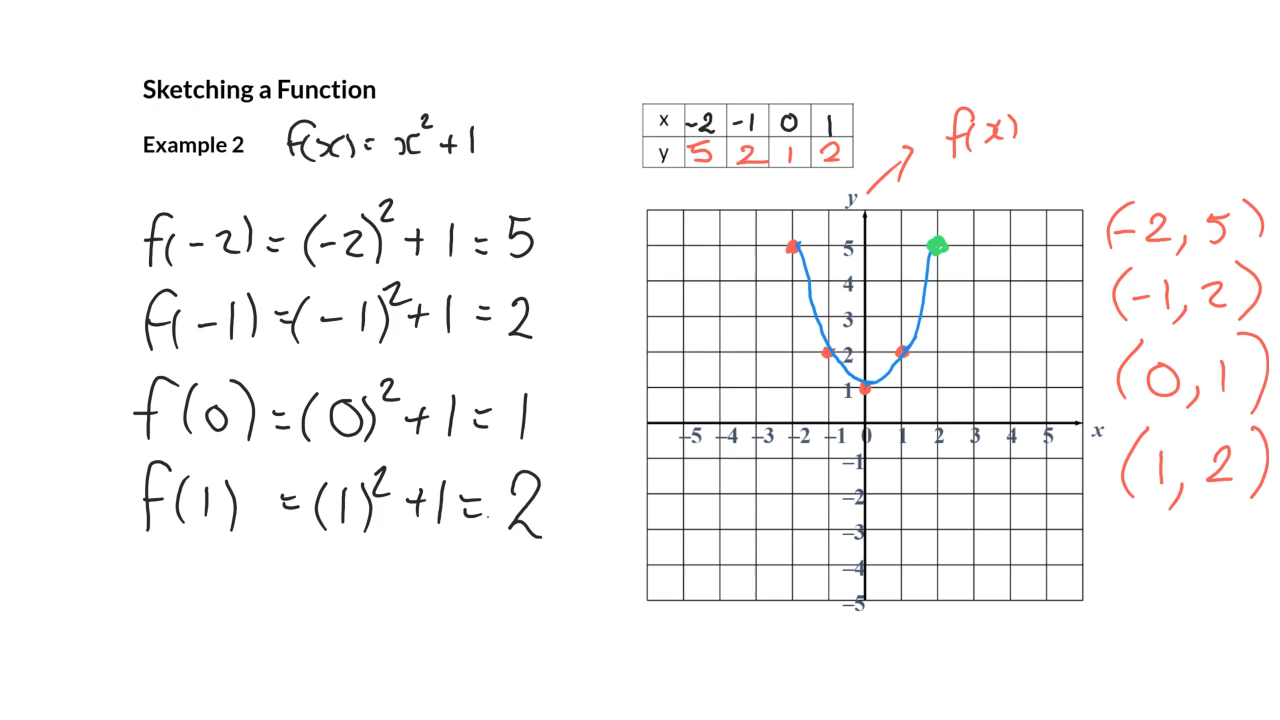 Sketching a Function
Example 2 f(x) = x² + 1
f(-2) = (-2)² + 1 = 5
f(-1) = (-1)² + 1 = 2
f(0) = (0)² + 1 = 1
f(1) = (1)² + 1 = 2
x -2 -1 0 1
y 5 2 1 2
f(x)
y
5
4
3
2
1
-5 -4 -3 -2 -1 0 1 2 3 4 5 x
-1
-2
-3
-4
-5
(-2, 5)
(-1, 2)
(0, 1)
(1, 2)